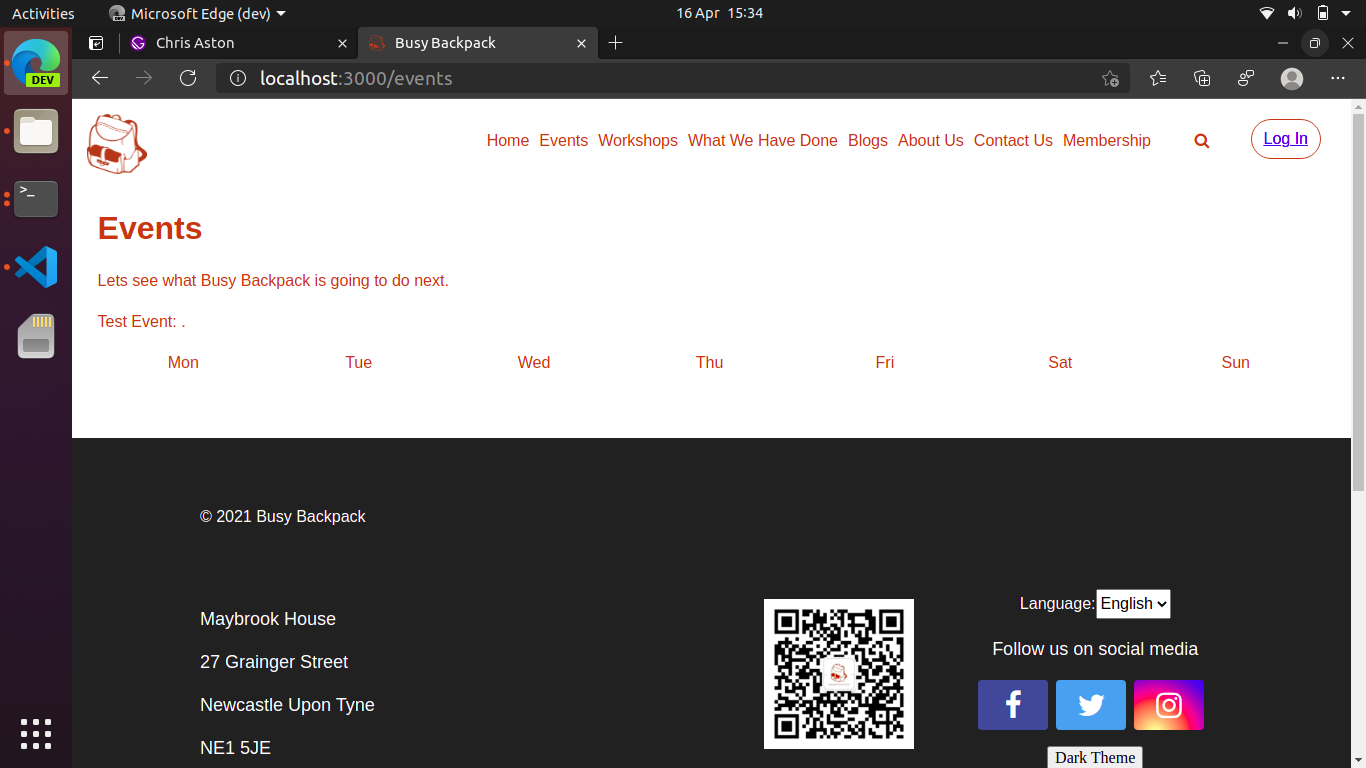 Activities Microsoft Edge (dev) 16 Apr 15:34
Chris Aston Busy Backpack
DEV
localhost:3000/events
Home Events Workshops What We Have Done Blogs About Us Contact Us Membership Log In
Events
Lets see what Busy Backpack is going to do next.
Test Event: .
Mon Tue Wed Thu Fri Sat Sun
© 2021 Busy Backpack
Maybrook House
27 Grainger Street
Newcastle Upon Tyne
NE1 5JE
Language: English
Follow us on social media
Dark Theme